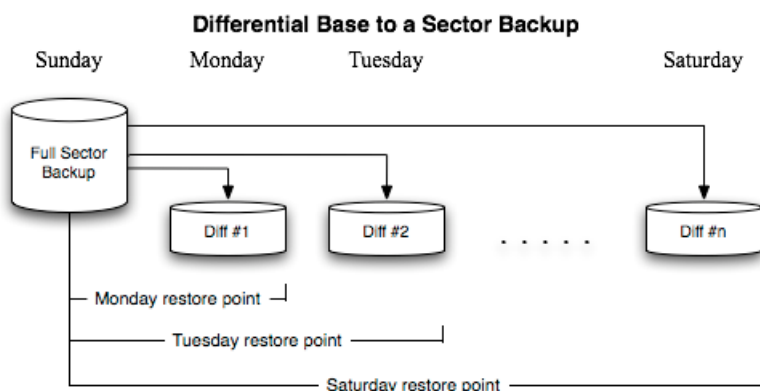 Differential Base to a Sector Backup
Sunday Monday Tuesday Saturday
Full Sector
Backup
Diff #1 Diff #2 . . . . . Diff #n
Monday restore point
Tuesday restore point
Saturday restore point